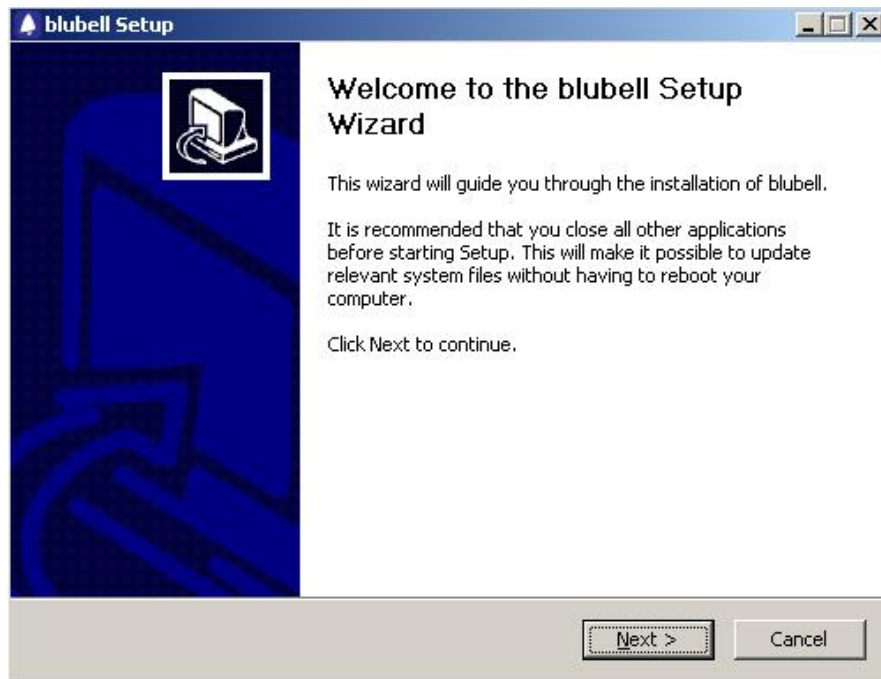 blubell Setup
Welcome to the blubell Setup
Wizard
This wizard will guide you through the installation of blubell.
It is recommended that you close all other applications
before starting Setup. This will make it possible to update
relevant system files without having to reboot your
computer.
Click Next to continue.
Next >
Cancel